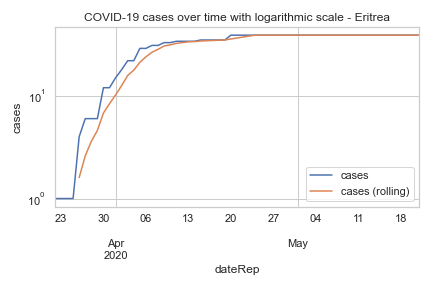 COVID-19 cases over time with logarithmic scale - Eritrea
cases
10¹
10⁰
cases
cases (rolling)
23 30 06 13 20 27 04 11 18
Apr May
2020
dateRep